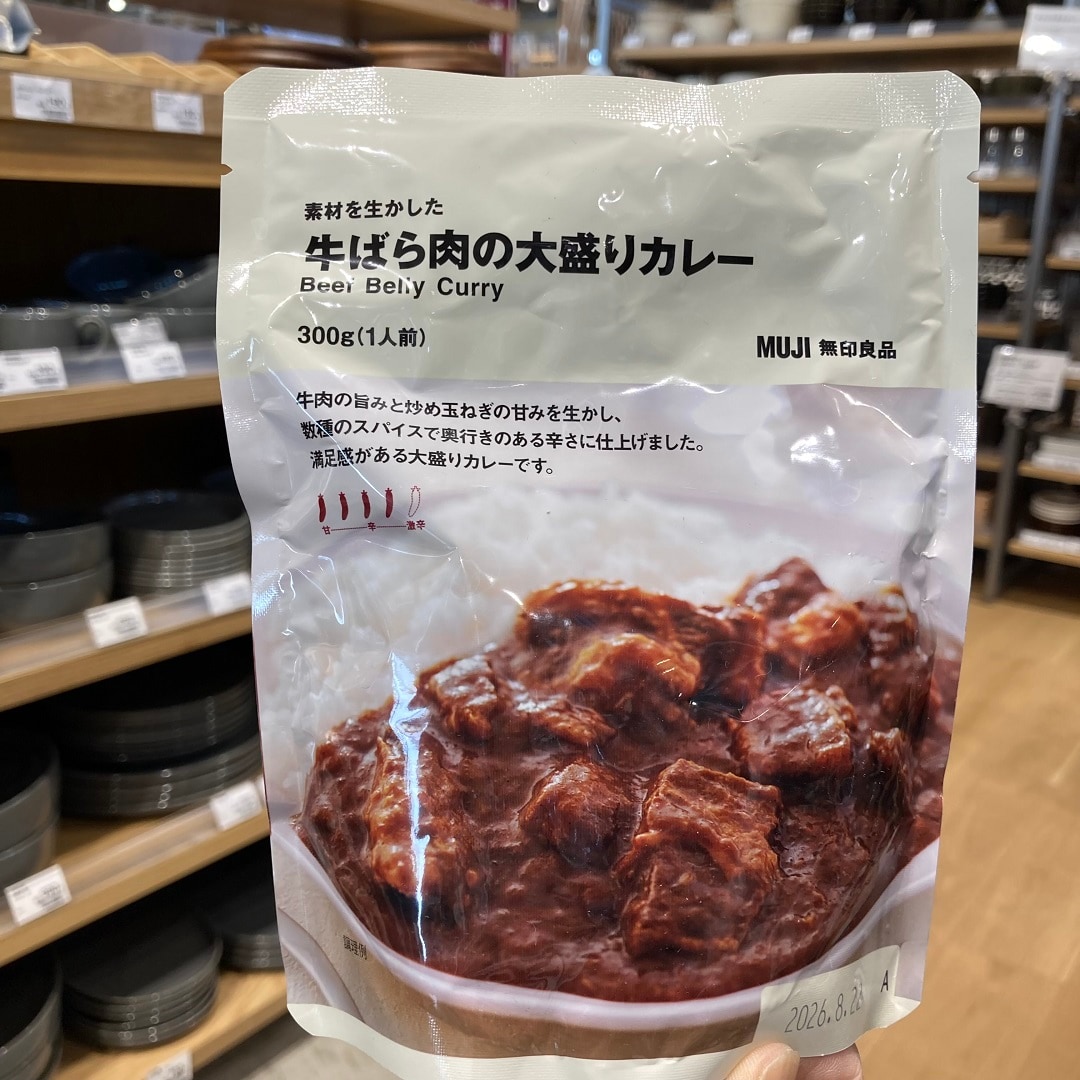 素材を生かした
牛ばら肉の大盛りカレー
Beef Belly Curry
300g(1人前)
MUJI 無印良品
牛肉の旨みと炒め玉ねぎの甘みを生かし、
数種のスパイスで奥行きのある辛さに仕上げました。
満足感がある大盛りカレーです。
甘 辛 激辛
調理例
2026.8.22 A